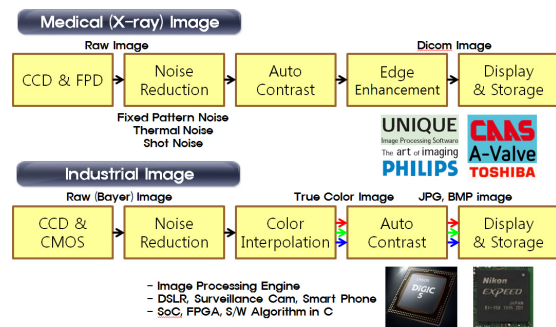 Medical (X-ray) Image
Raw Image
Dicom Image
CCD & FPD
Noise
Reduction
Auto
Contrast
Edge
Enhancement
Display
& Storage
Fixed Pattern Noise
Thermal Noise
Shot Noise
UNIQUE
Image Processing Software
The art of imaging
PHILIPS
CAAS
A-Valve
TOSHIBA
Industrial Image
Raw (Bayer) Image
True Color Image
JPG, BMP image
CCD &
CMOS
Noise
Reduction
Color
Interpolation
Auto
Contrast
Display
& Storage
- Image Processing Engine
- DSLR, Surveillance Cam, Smart Phone
- SoC, FPGA, S/W Algorithm in C
DIGIC
5
Nikon
EXPEED
JAPAN